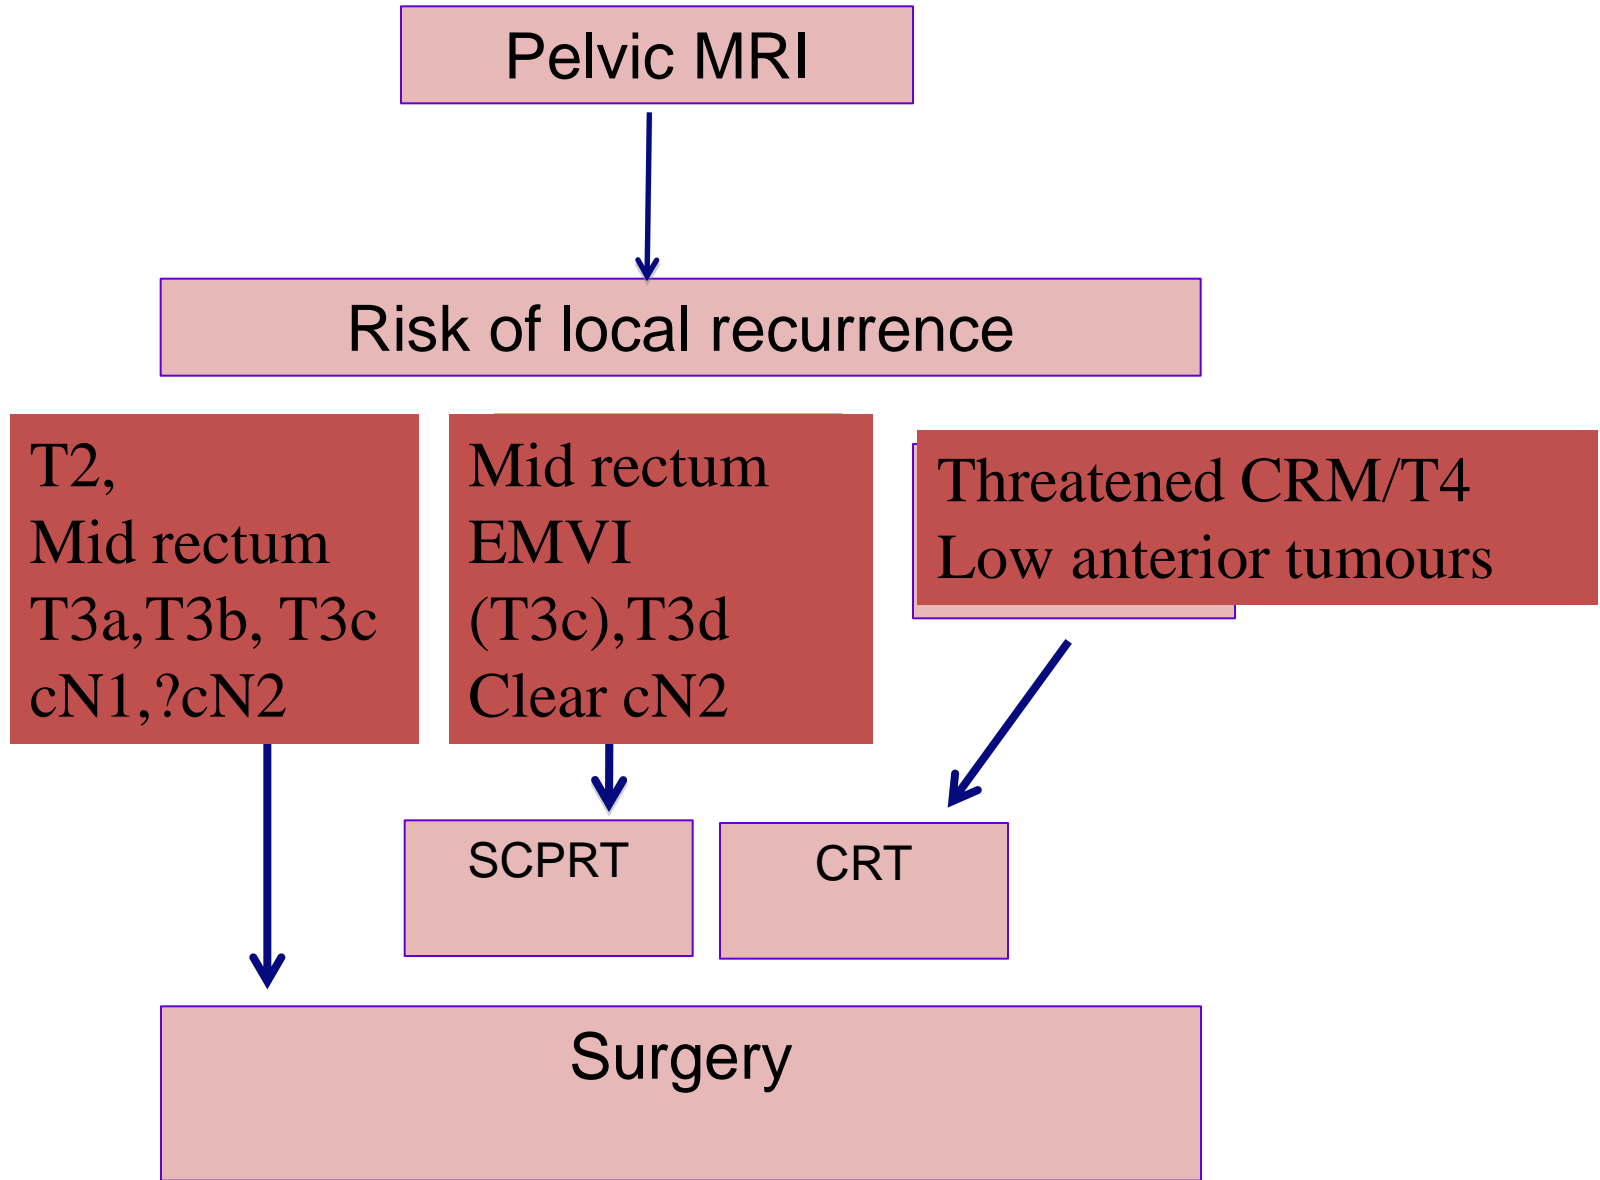 Pelvic MRI
Risk of local recurrence
T2,
Mid rectum
T3a,T3b, T3c
cN1,?cN2
Mid rectum
EMVI
(T3c),T3d
Clear cN2
Threatened CRM/T4
Low anterior tumours
SCPRT
CRT
Surgery